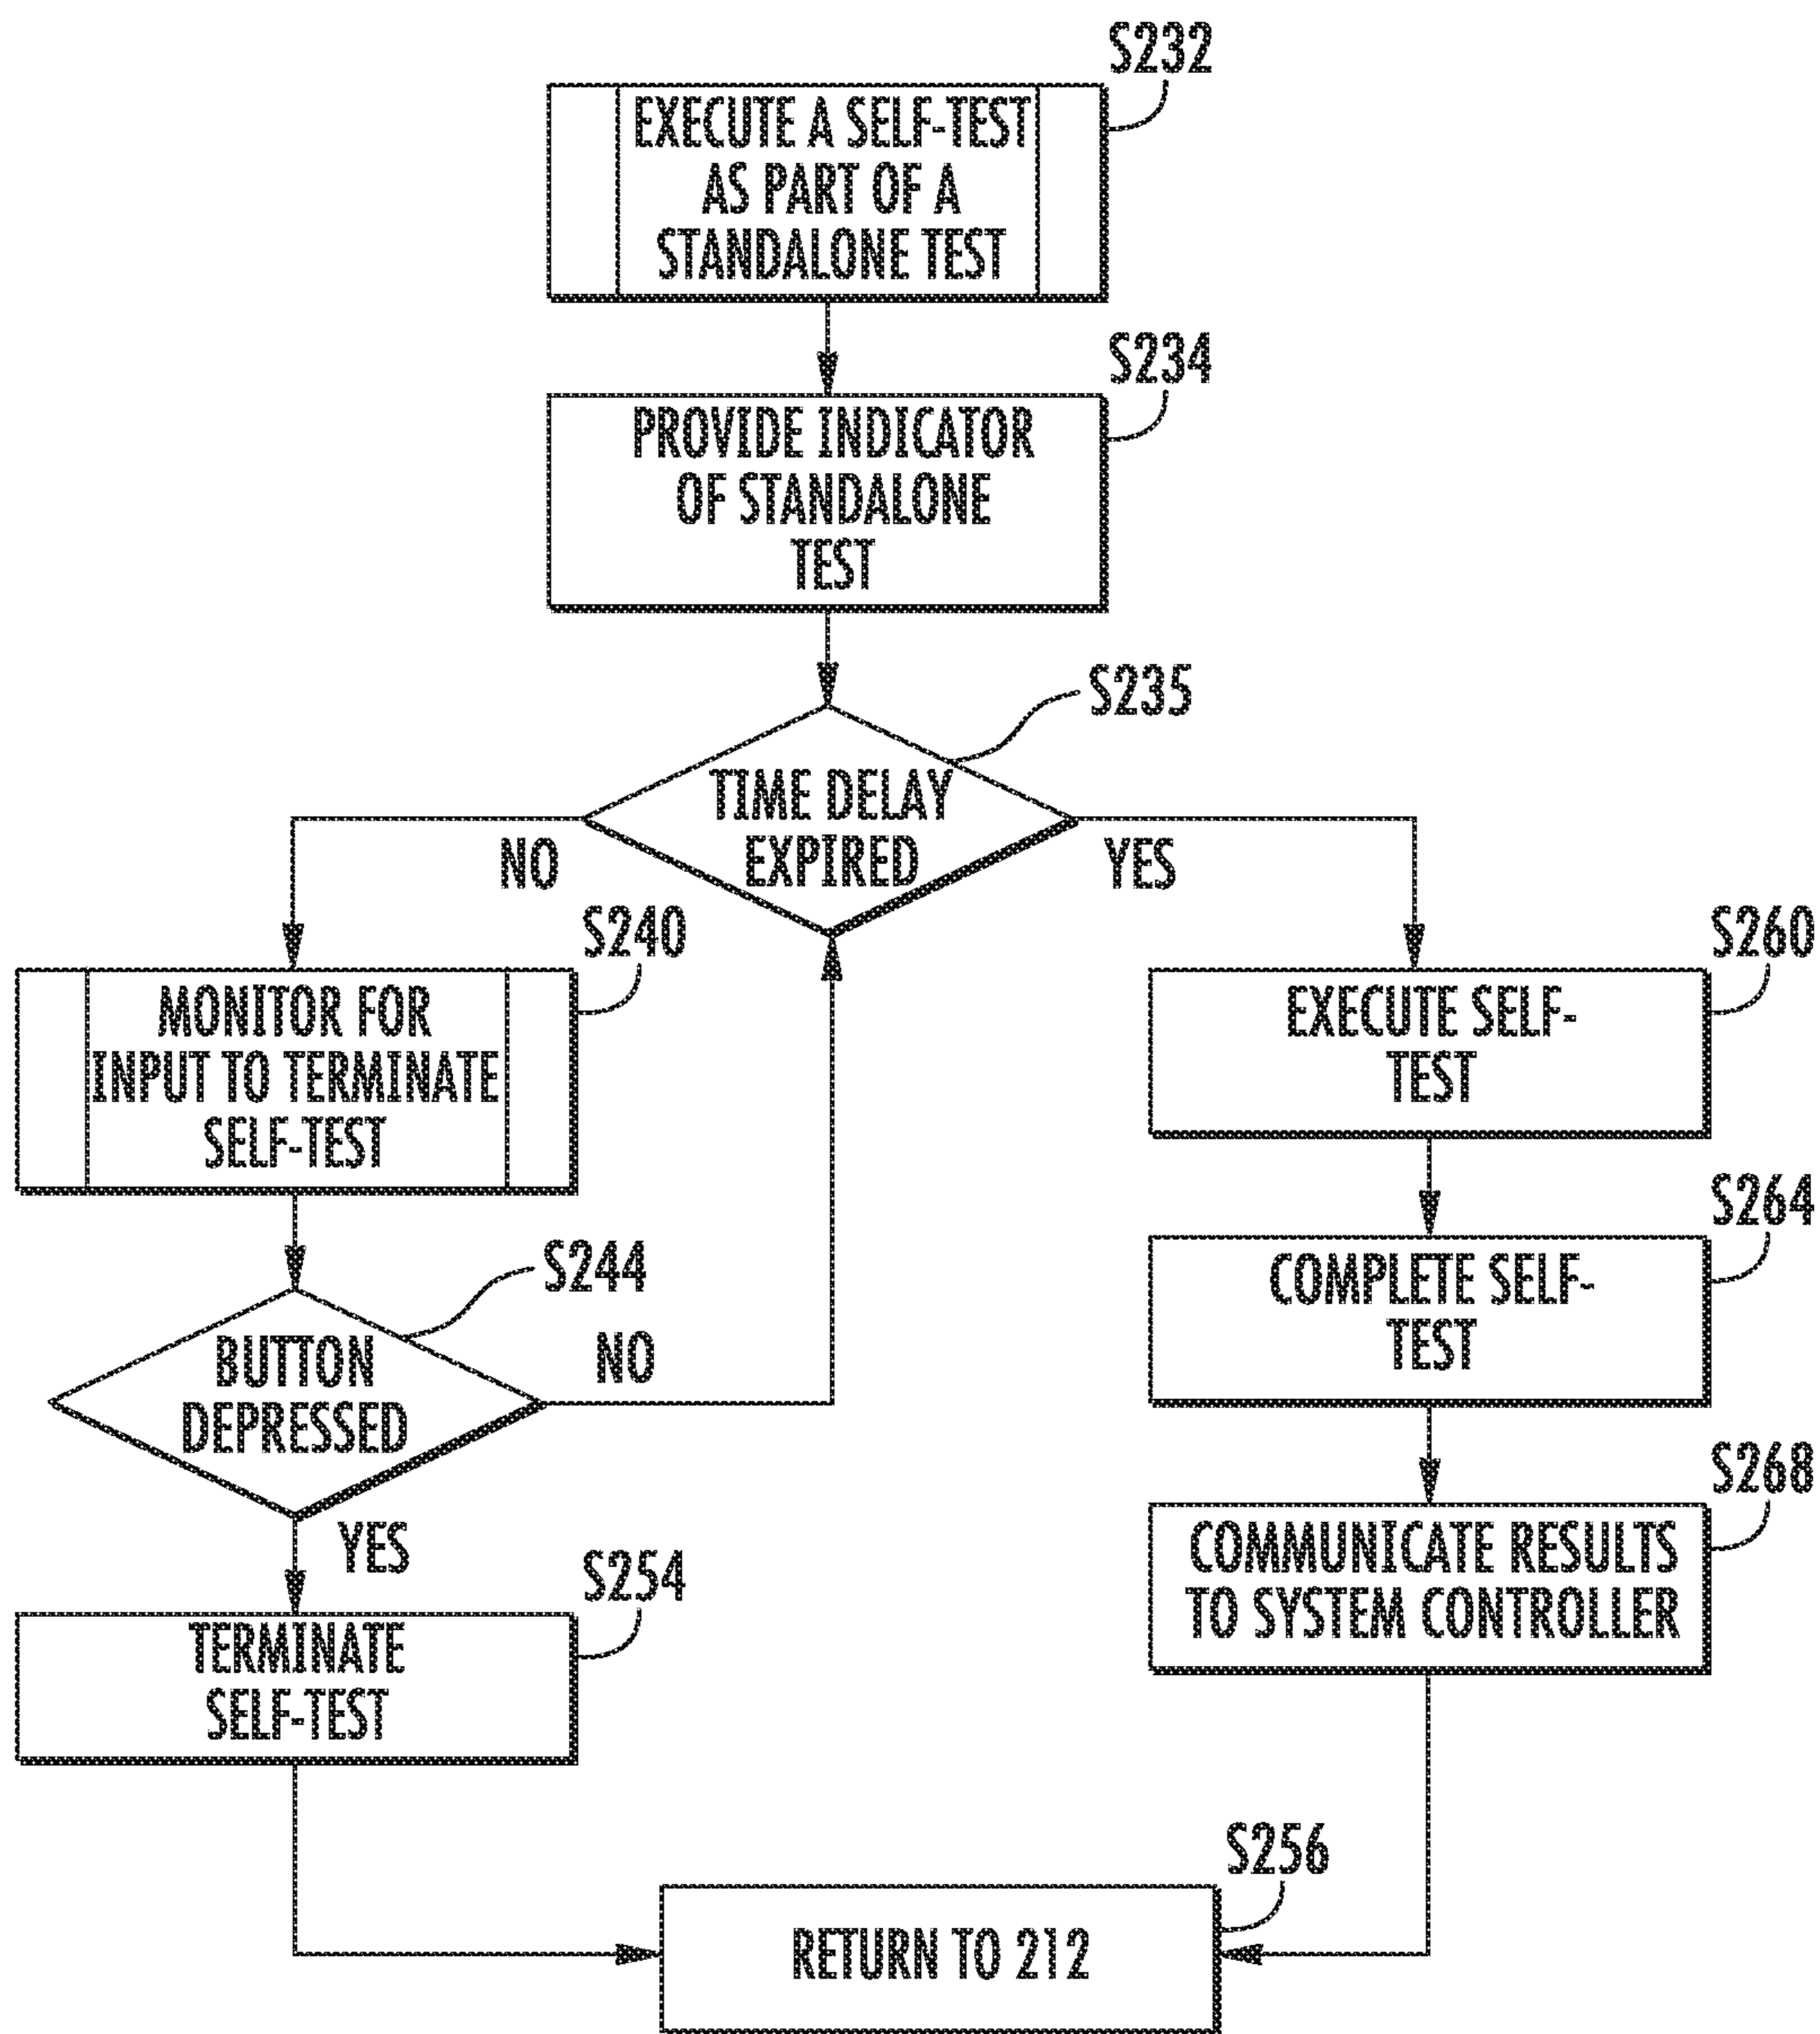 S232
EXECUTE A SELF-TEST
AS PART OF A
STANDALONE TEST
S234
PROVIDE INDICATOR
OF STANDALONE
TEST
S235
TIME DELAY
EXPIRED
NO
YES
S240
MONITOR FOR
INPUT TO TERMINATE
SELF-TEST
S244
BUTTON
DEPRESSED
NO
YES
S254
TERMINATE
SELF-TEST
S260
EXECUTE SELF-
TEST
S264
COMPLETE SELF-
TEST
S268
COMMUNICATE RESULTS
TO SYSTEM CONTROLLER
S256
RETURN TO 212